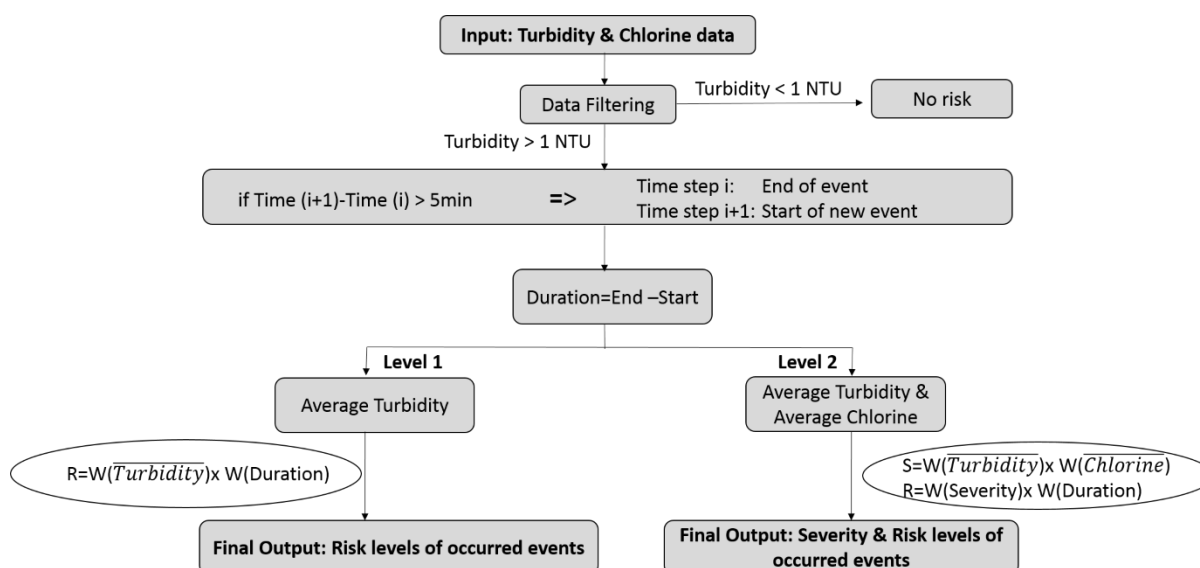 Input: Turbidity & Chlorine data
Turbidity < 1 NTU
Data Filtering
No risk
Turbidity > 1 NTU
if Time (i+1)-Time (i) > 5min
=>
Time step i: End of event
Time step i+1: Start of new event
Duration=End –Start
Level 1
Level 2
Average Turbidity
Average Turbidity &
Average Chlorine
R=W(Turbidity)x W(Duration)
S=W(Turbidity)x W(Chlorine)
R=W(Severity)x W(Duration)
Final Output: Risk levels of occurred events
Final Output: Severity & Risk levels of
occurred events